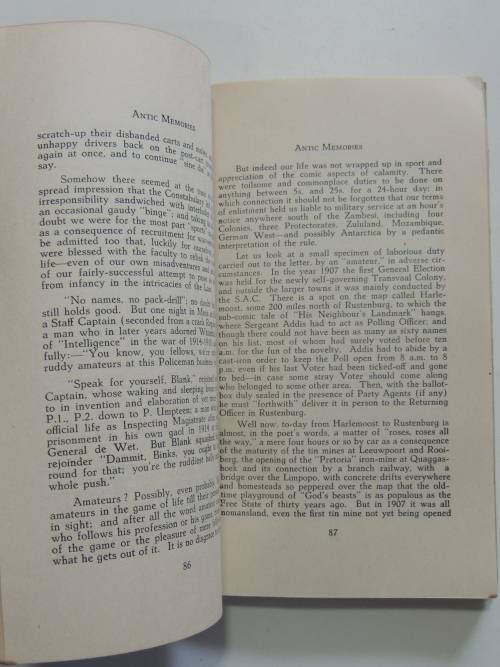 Antic Memories
scratch-up their disbanded carts and
unhappy drivers back on the post-cart
again at once, and to continue "sine die"
say.
Somehow there seemed at the
spread impression that the Constabulary
irresponsibility sandwiched with
an occasional gaudy "binge"; and
doubt we were for the most part "sports"
as a consequence of recruitment for
be admitted too that, luckily for
were blessed with the faculty to
life—even of our own misadventures and
of our fairly-successful attempt to
from infancy in the intricacies of the Law
"No names, no pack-drill"; no doubt
still holds good. But one night in Mess
a Staff Captain (seconded from a crack
a man who in later years adorned
of "Intelligence" in the war of 1914-
fully:—"You know, you fellows, we're
ruddy amateurs at this Policeman business
"Speak for yourself, Blank,"
Captain, whose waking and sleeping
to in invention and elaboration of
P.1., P.2. down to P. Umpteen; a man
official life as Inspecting Magistrate
prisonment in his own gaol in 1914
General de Wet. But Blank
rejoinder "Dammit, Binks, you ought
round for that; you're the ruddiest
whole push."
Amateurs? Possibly, even probably,
amateurs in the game of life till their
in sight; and after all the word amateur
who follows his profession or his game,
of the game or the pleasure of
what he gets out of it. It is no disgrace
86
Antic Memories
But indeed our life was not wrapped up in sport and
appreciation of the comic aspects of calamity. There
were toilsome and commonplace duties to be done on
anything between 5s. and 25s. for a 24-hour day; in
which connection it should not be forgotten that our terms
of enlistment held us liable to military service at an hour's
notice anywhere south of the Zambesi, including four
Colonies, three Protectorates, Zululand, Mozambique,
German West—and possibly Antarctica by a pedantic
interpretation of the rule.
Let us look at a small specimen of laborious duty
carried out to the letter, by an "amateur," in adverse cir-
cumstances. In the year 1907 the first General Election
was held for the newly self-governing Transvaal Colony,
and outside the larger towns it was mainly conducted by
the S.A.C. There is a spot on the map called Harle-
moost, some 200 miles north of Rustenburg, to which the
sub-comic tale of "His Neighbour's Landmark" hangs.
where Sergeant Addis had to act as Polling Officer; and
though there could not have been as many as sixty names
on his list, most of whom had surely voted before ten
a.m. for the fun of the novelty. Addis had to abide by a
cast-iron order to keep the Poll open from 8 a.m. to 8
p.m. even if his last Voter had been ticked-off and gone
to bed—in case some stray Voter should come along
who belonged to some other area. Then, with the ballot-
box duly sealed in the presence of Party Agents (if any)
he must "forthwith" deliver it in person to the Returning
Officer in Rustenburg.
Well now, to-day from Harlemoost to Rustenburg is
almost, in the poet's words, a matter of "roses, roses all
the way," a mere four hours or so by car as a consequence
of the maturity of the tin mines at Leeuwpoort and Rooi-
berg, the opening of the "Pretoria" iron-mine at Quaggas-
hoek and its connection by a branch railway, with a
bridge over the Limpopo, with concrete drifts everywhere
and homesteads so peppered over the map that the old-
time playground of "God's beasts" is as populous as the
Free State of thirty years ago. But in 1907 it was all
nomansland, even the first tin mine not yet being opened
87